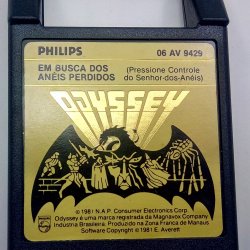 PHILIPS
06 AV 9429
EM BUSCA DOS
ANÉIS PERDIDOS
(Pressione Controle
do Senhor-dos-Anéis)
ODYSSEY
© 1981 N.A.P. Consumer Electronics Corp.
Odyssey é uma marca registrada da Magnavox Company
Indústria Brasileira. Produzido na Zona Franca de Manaus
Software Copyright © 1981 E. Averett